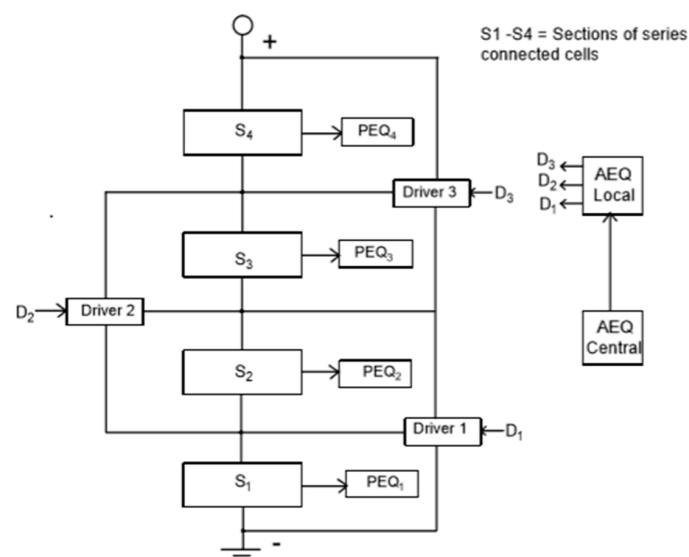 S1 -S4 = Sections of series
connected cells
+
S₄
PEQ₄
Driver 3
D₃
D₃
D₂
D₁
AEQ
Local
S₃
PEQ₃
D₂
Driver 2
AEQ
Central
S₂
PEQ₂
Driver 1
D₁
S₁
PEQ₁
-